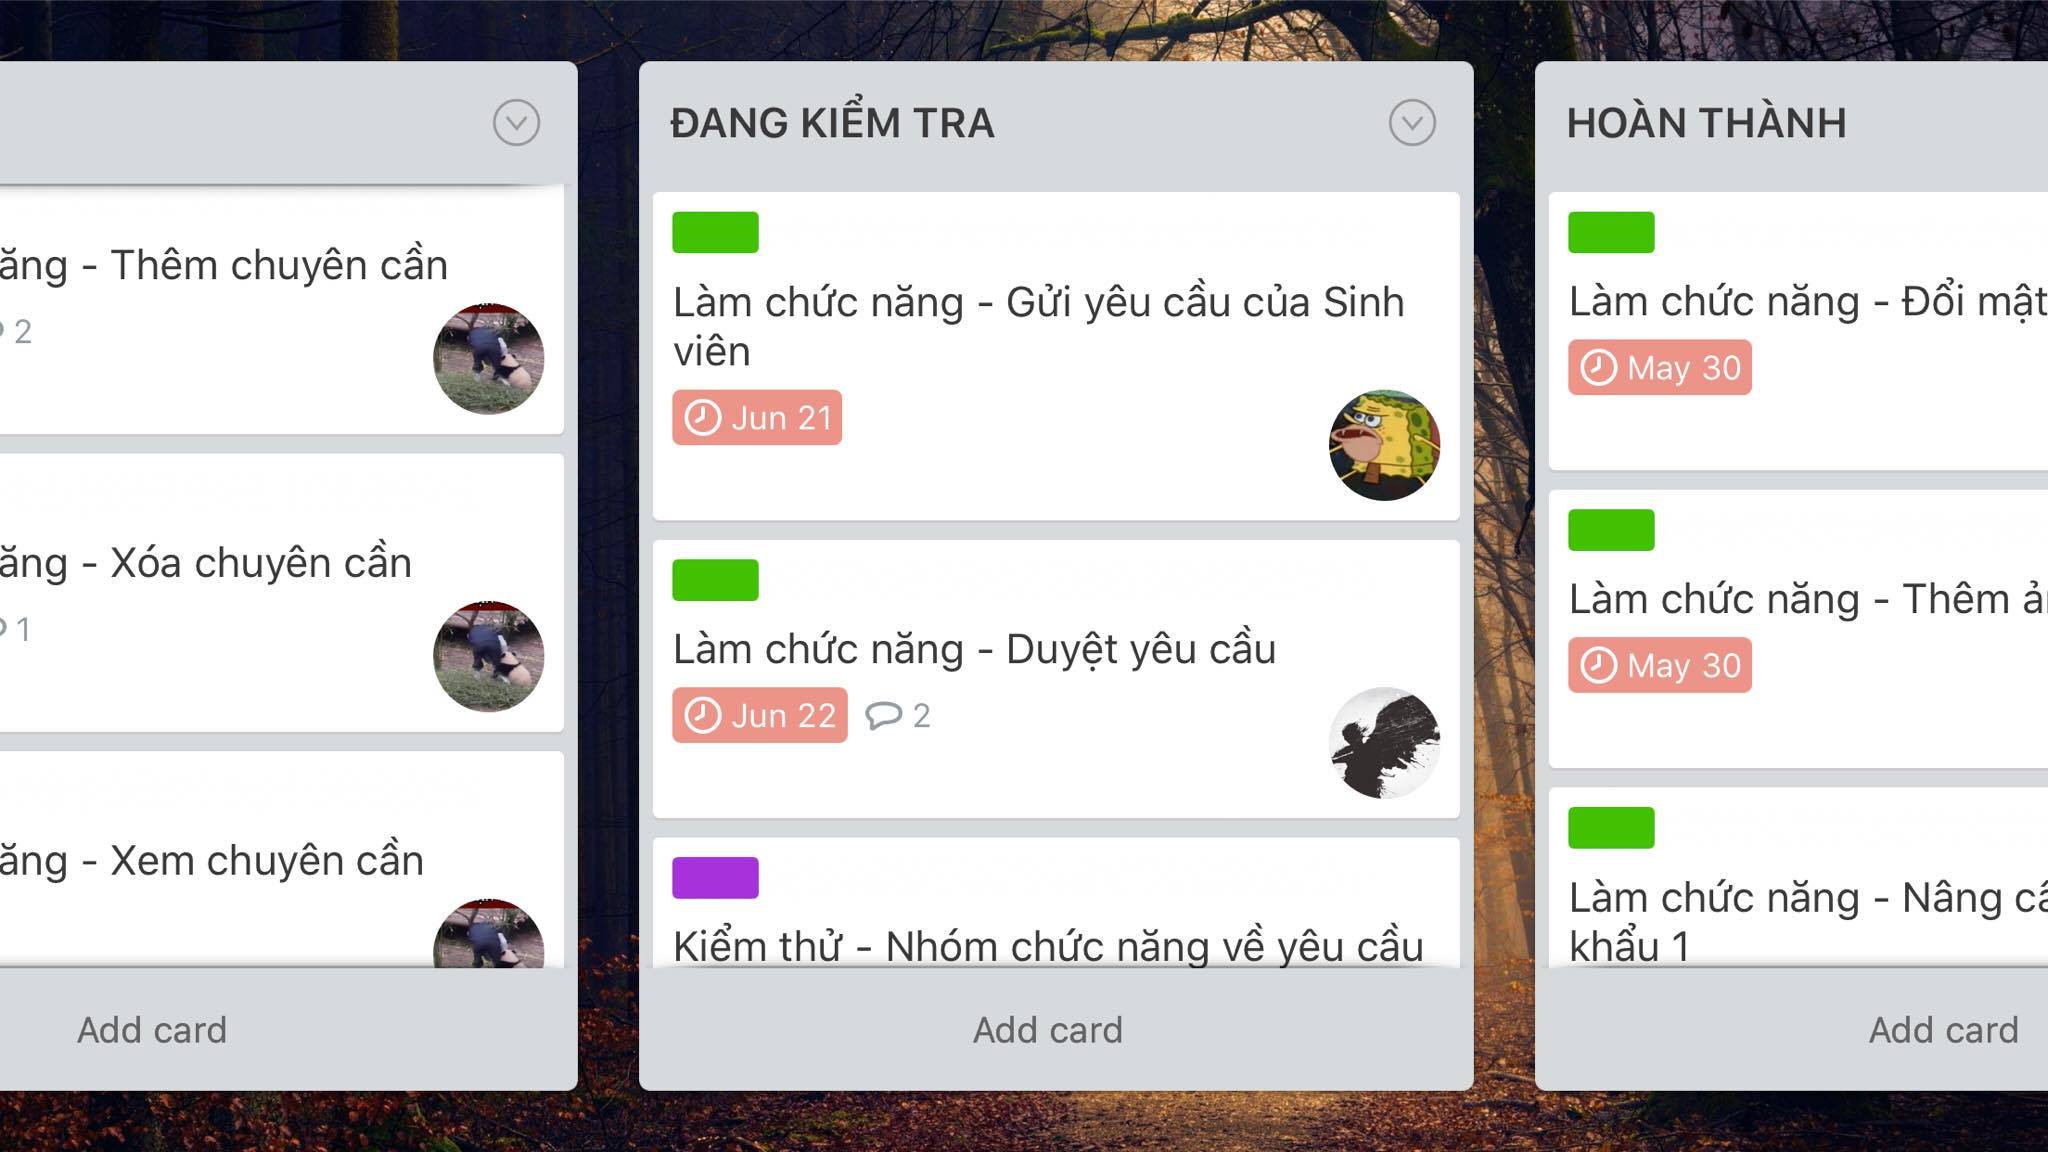 ăng - Thêm chuyên cần
2
ăng - Xóa chuyên cần
1
ăng - Xem chuyên cần
Add card
ĐANG KIỂM TRA
Làm chức năng - Gửi yêu cầu của Sinh
viên
Jun 21
Làm chức năng - Duyệt yêu cầu
Jun 22 2
Kiểm thử - Nhóm chức năng về yêu cầu
Add card
HOÀN THÀNH
Làm chức năng - Đổi mật
May 30
Làm chức năng - Thêm
May 30
Làm chức năng - Nâng
khẩu 1
Add card